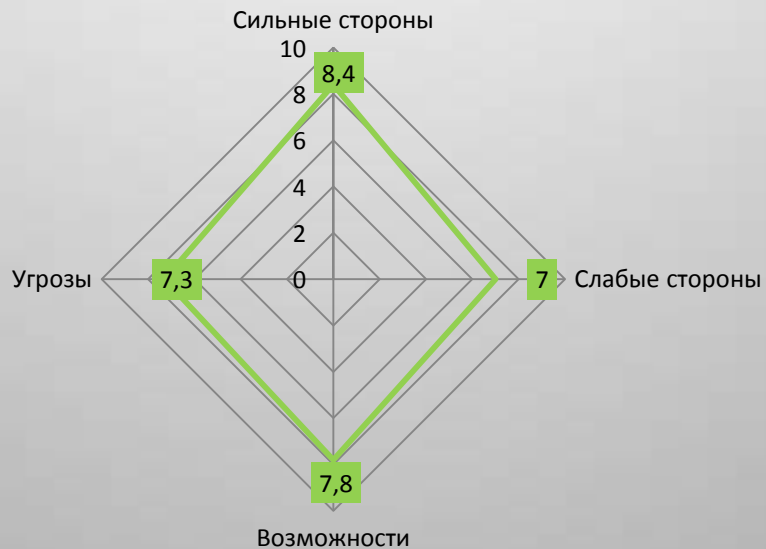 Сильные стороны
10
8,4
8
6
4
2
0
Угрозы
7,3
7
Слабые стороны
7,8
Возможности